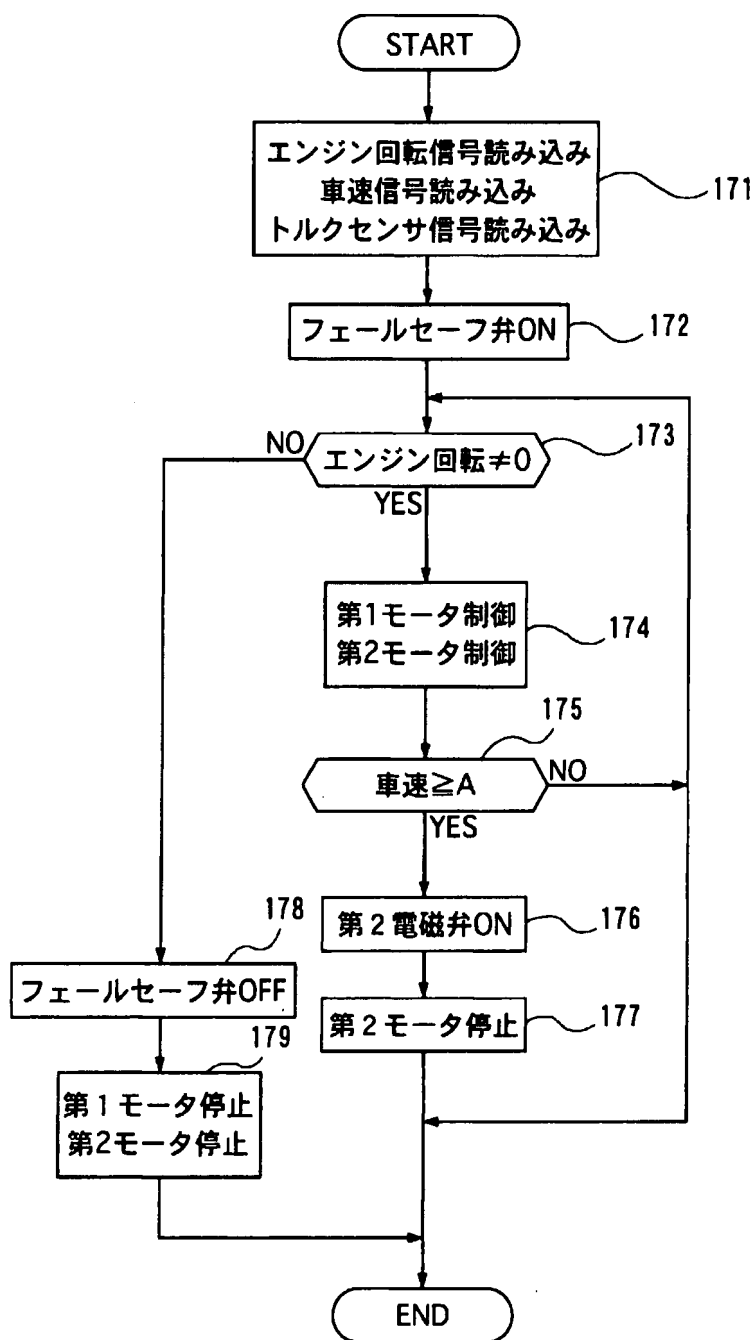 START
エンジン回転信号読み込み
車速信号読み込み
トルクセンサ信号読み込み
171
フェールセーフ弁ON
172
NO
エンジン回転≠0
173
YES
第1モータ制御
第2モータ制御
174
175
車速≧A
NO
YES
第2電磁弁ON
176
178
フェールセーフ弁OFF
第2モータ停止
177
179
第1モータ停止
第2モータ停止
END